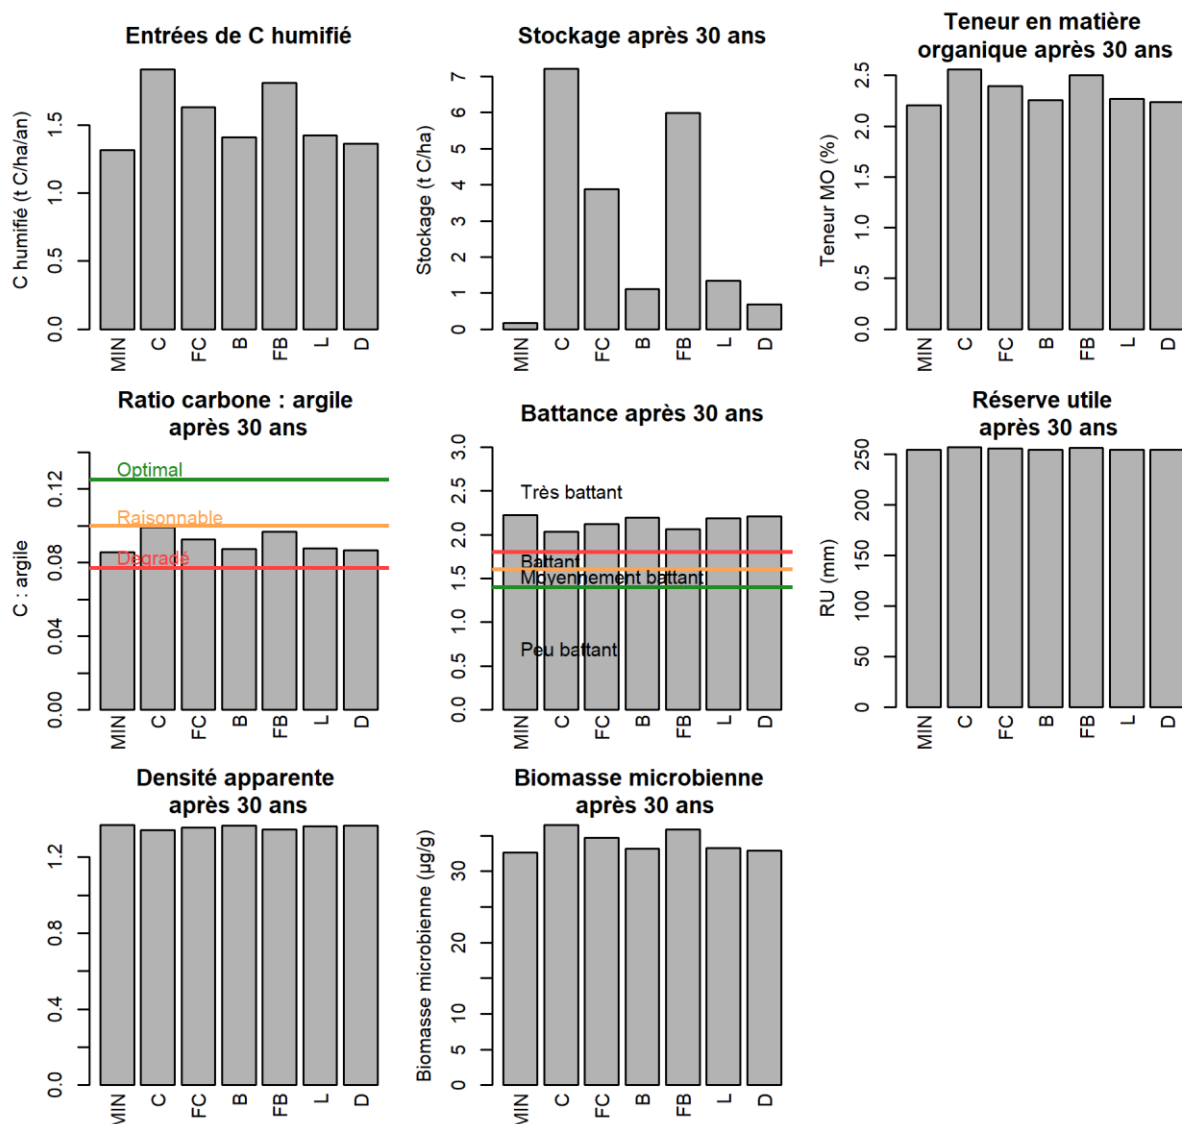 Entrées de C humifié
C humifié (t C/ha/an)
0.0 0.5 1.0 1.5
MIN C FC B FB L D
Stockage après 30 ans
Stockage (t C/ha)
0 1 2 3 4 5 6 7
MIN C FC B FB L D
Teneur en matière
organique après 30 ans
Teneur MO (%)
0.0 0.5 1.0 1.5 2.0 2.5
MIN C FC B FB L D
Ratio carbone : argile
après 30 ans
C : argile
0.00 0.04 0.08 0.12
Optimal
Raisonnable
Dégradé
MIN C FC B FB L D
Battance après 30 ans
0.0 0.5 1.0 1.5 2.0 2.5 3.0
Très battant
Battant
Moyennement battant
Peu battant
MIN C FC B FB L D
Réserve utile
après 30 ans
RU (mm)
0 50 100 150 200 250
MIN C FC B FB L D
Densité apparente
après 30 ans
0.0 0.4 0.8 1.2
MIN C FC B FB L D
Biomasse microbienne
après 30 ans
Biomasse microbienne (µg/g)
0 5 10 20 30
MIN C FC B FB L D